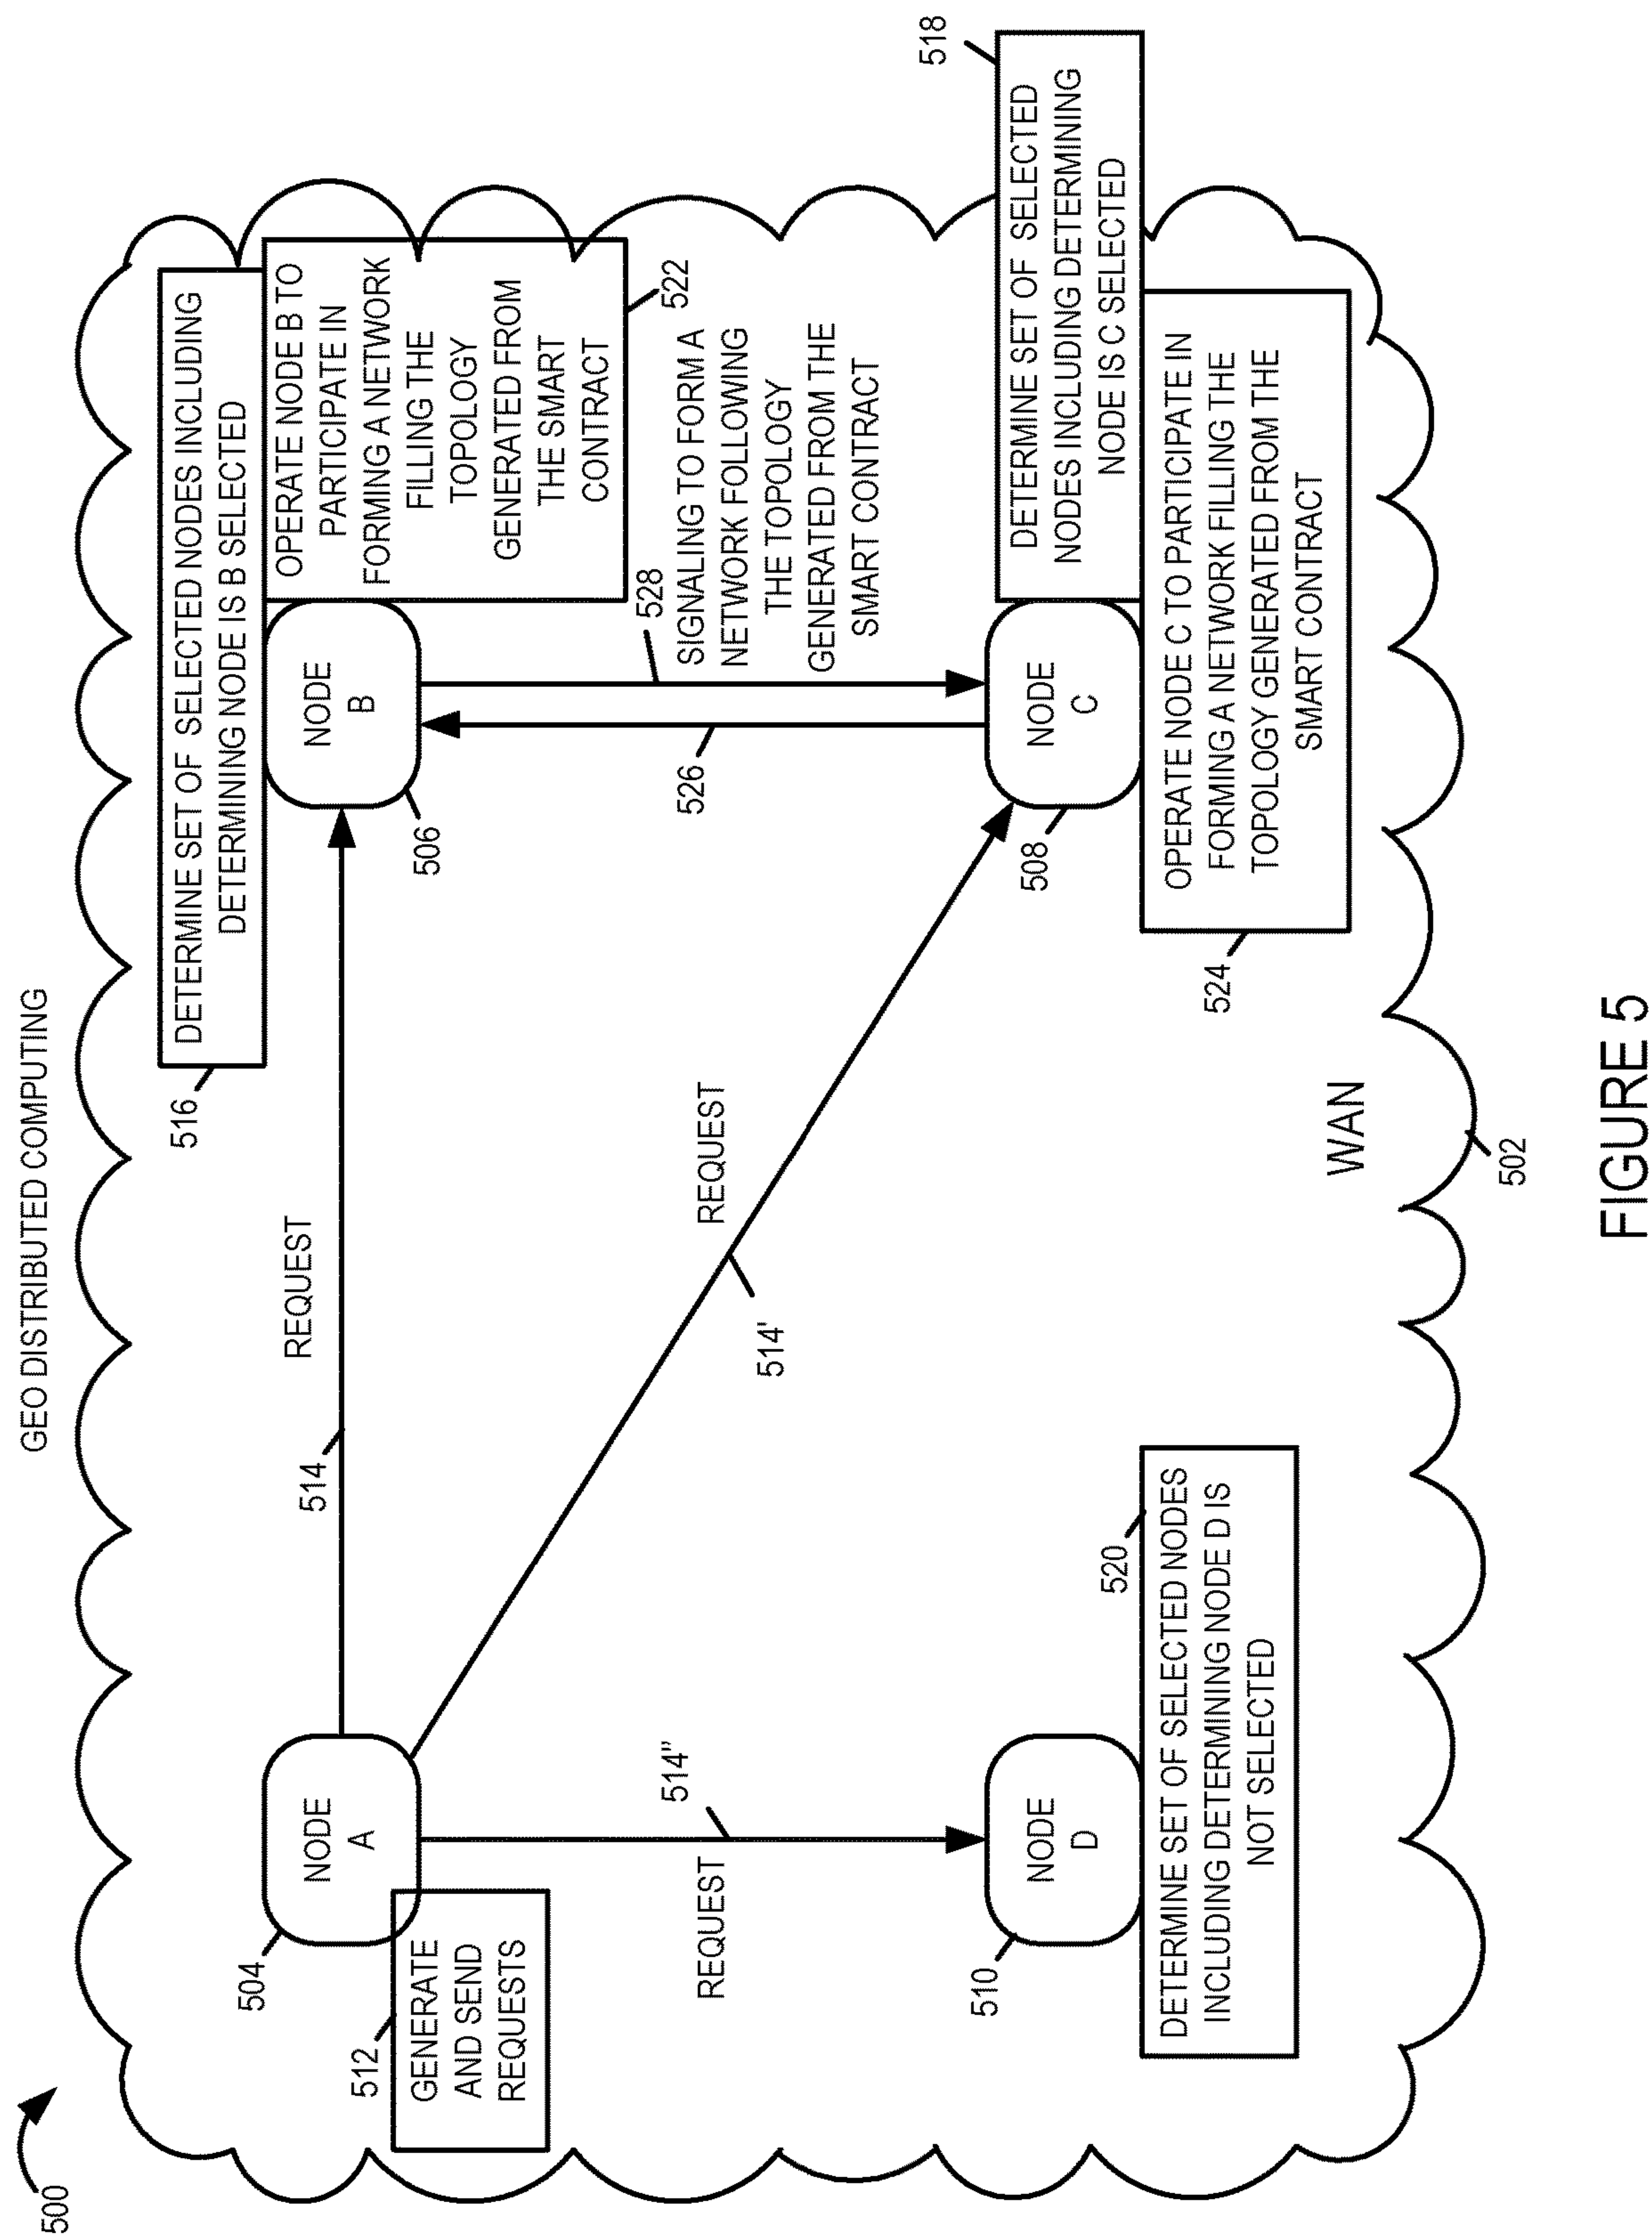 500
GEO DISTRIBUTED COMPUTING
516
DETERMINE SET OF SELECTED NODES INCLUDING
DETERMINING NODE IS B SELECTED
504
NODE
A
512
GENERATE
AND SEND
REQUESTS
514
REQUEST
NODE
B
506
OPERATE NODE B TO
PARTICIPATE IN
FORMING A NETWORK
FILLING THE
TOPOLOGY
GENERATED FROM
THE SMART
CONTRACT
522
514"
REQUEST
514'
REQUEST
526
528
SIGNALING TO FORM A
NETWORK FOLLOWING
THE TOPOLOGY
GENERATED FROM THE
SMART CONTRACT
518
DETERMINE SET OF SELECTED
NODES INCLUDING DETERMINING
NODE IS C SELECTED
510
NODE
D
520
DETERMINE SET OF SELECTED NODES
INCLUDING DETERMINING NODE D IS
NOT SELECTED
508
NODE
C
524
OPERATE NODE C TO PARTICIPATE IN
FORMING A NETWORK FILLING THE
TOPOLOGY GENERATED FROM THE
SMART CONTRACT
WAN
502
FIGURE 5